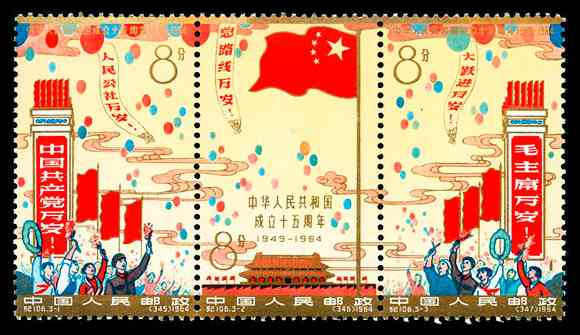 8分
人民公社万岁!
中国共产党万岁!
中国人民邮政
纪106.3-1 (345) 1964
总路线万岁!
中华人民共和国
成立十五周年
1949-1964
8分
中国人民邮政
纪106.3-2 (346) 1964
8分
大跃进万岁!
毛主席万岁!
中国人民邮政
纪106.3-3 (347) 1964